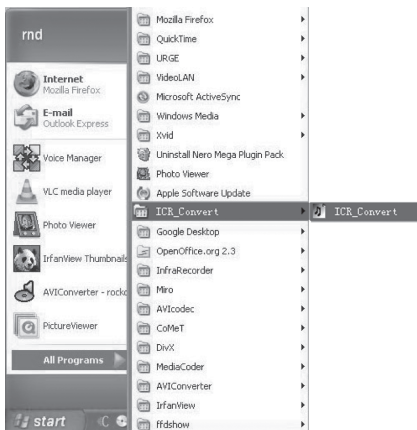 rnd
Internet
Mozilla Firefox
E-mail
Outlook Express
Voice Manager
VLC media player
Photo Viewer
IrfanView Thumbnails
AVIConverter - rockc
PictureViewer
All Programs
start
Mozilla Firefox
QuickTime
URGE
VideoLAN
Microsoft ActiveSync
Windows Media
Xvid
Uninstall Nero Mega Plugin Pack
Photo Viewer
Apple Software Update
ICR_Convert
Google Desktop
OpenOffice.org 2.3
InfraRecorder
Miro
AVIcodec
CoMeT
DivX
MediaCoder
AVIConverter
IrfanView
ffdshow
ICR_Convert